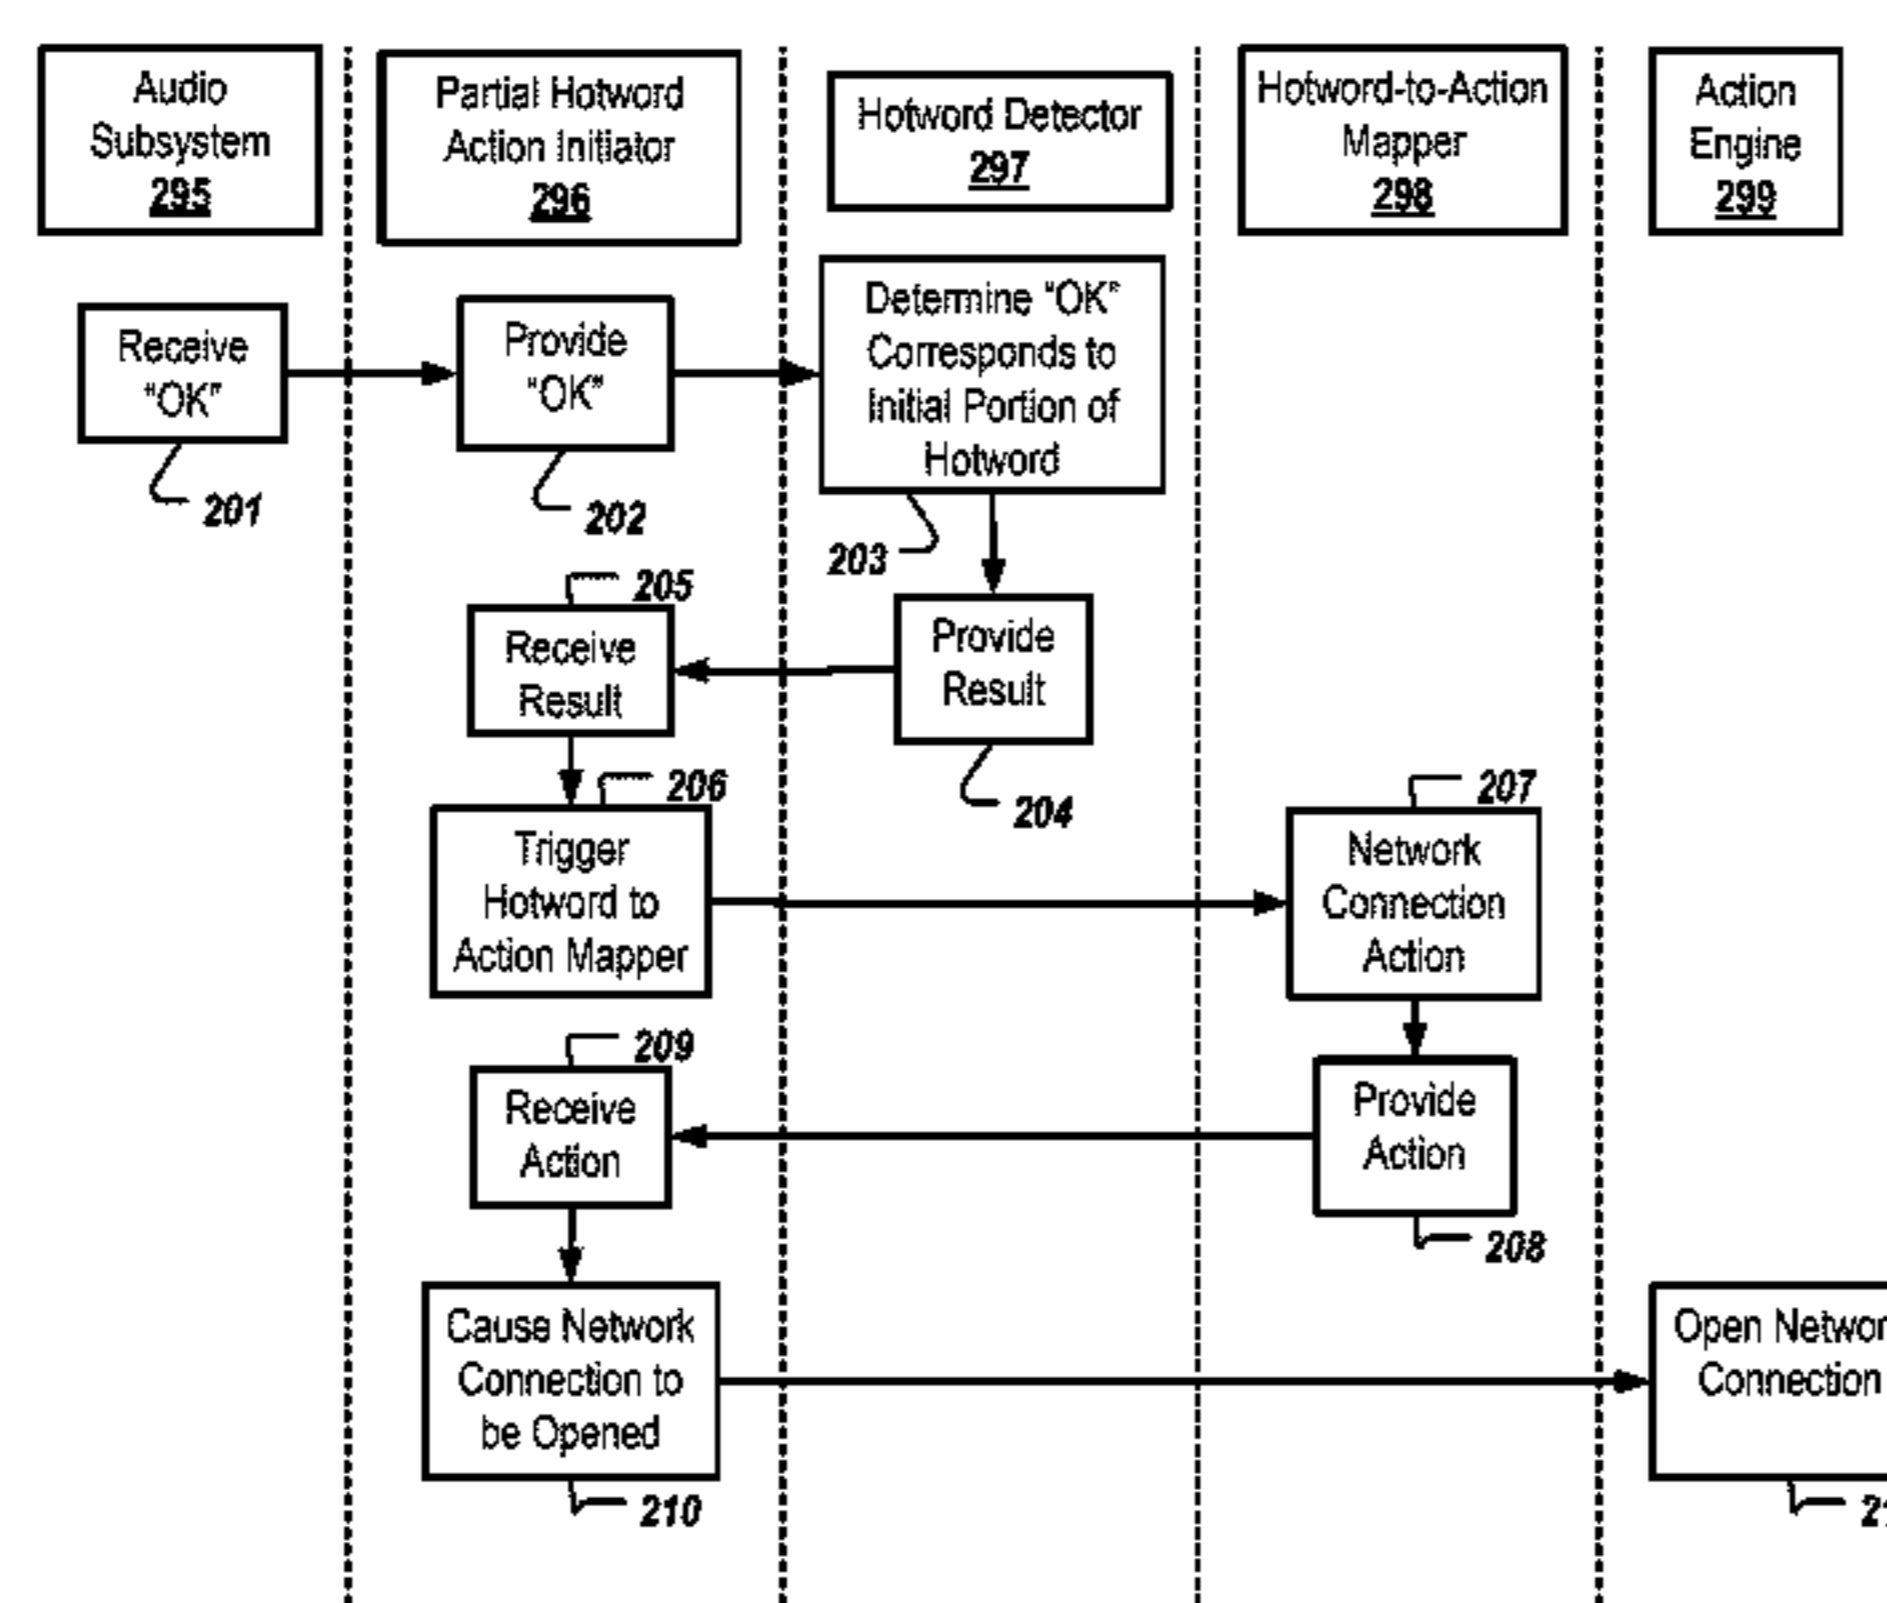 Audio
Subsystem
295
Partial Hotword
Action Initiator
296
Hotword Detector
297
Hotword-to-Action
Mapper
298
Action
Engine
299
Receive
"OK"
201
Provide
"OK"
202
Determine "OK"
Corresponds to
Initial Portion of
Hotword
203
205
Receive
Result
Provide
Result
204
206
Trigger
Hotword to
Action Mapper
207
Network
Connection
Action
209
Receive
Action
Provide
Action
208
Cause Network
Connection to
be Opened
210
Open
Connection